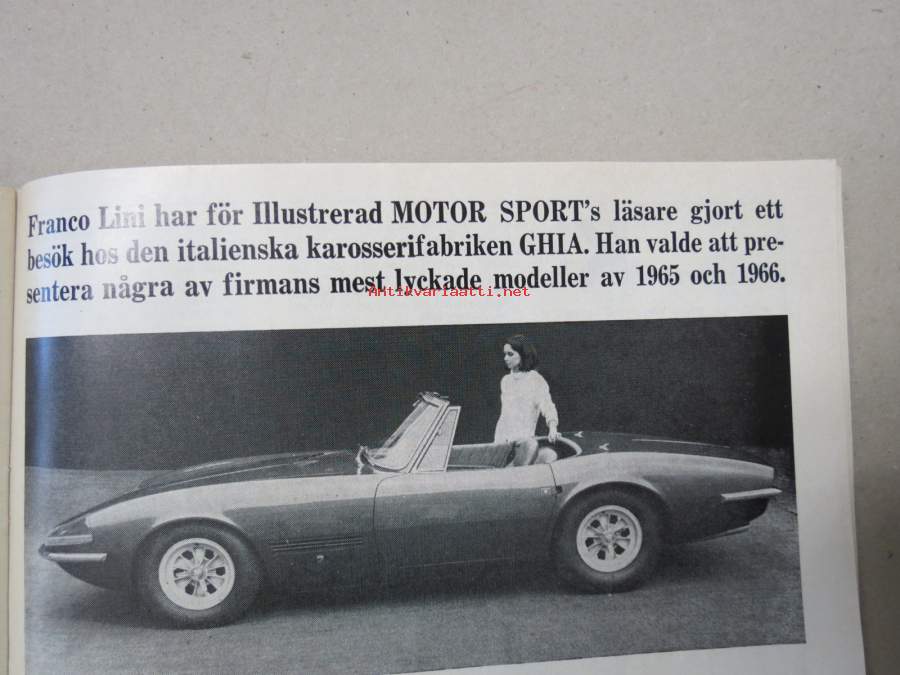 Franco Lini har för Illustrerad MOTOR SPORT's läsare gjort ett
besök hos den italienska karosserifabriken GHIA. Han valde att pre-
sentera några av firmans mest lyckade modeller av 1965 och 1966.
Antikvariaatti.net